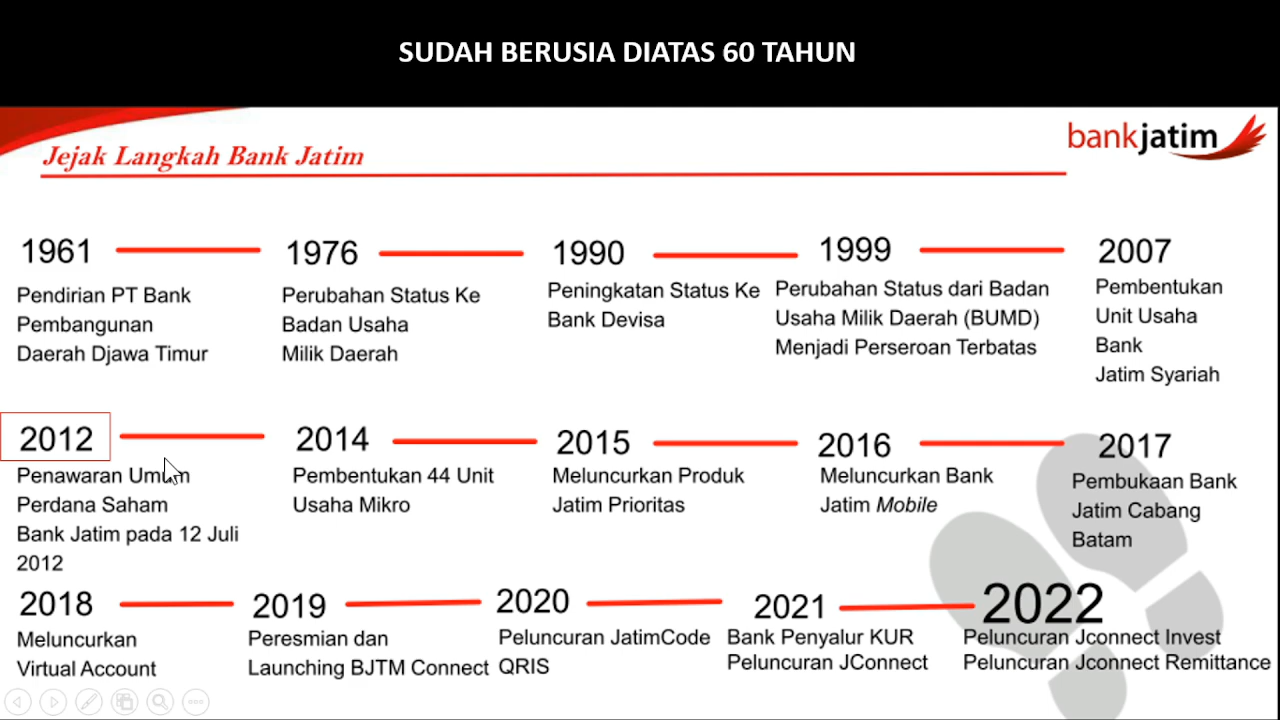 SUDAH BERUSIA DIATAS 60 TAHUN
Jejak Langkah Bank Jatim
bankjatim
1961
Pendirian PT Bank
Pembangunan
Daerah Djawa Timur
1976
Perubahan Status Ke
Badan Usaha
Milik Daerah
1990
Peningkatan Status Ke
Bank Devisa
1999
Perubahan Status dari Badan
Usaha Milik Daerah (BUMD)
Menjadi Perseroan Terbatas
2007
Pembentukan
Unit Usaha
Bank
Jatim Syariah
2012
Penawaran Umum
Perdana Saham
Bank Jatim pada 12 Juli
2012
2014
Pembentukan 44 Unit
Usaha Mikro
2015
Meluncurkan Produk
Jatim Prioritas
2016
Meluncurkan Bank
Jatim Mobile
2017
Pembukaan Bank
Jatim Cabang
Batam
2018
Meluncurkan
Virtual Account
2019
Peresmian dan
Launching BJTM Connect
2020
Peluncuran JatimCode
QRIS
2021
Bank Penyalur KUR
Peluncuran JConnect
2022
Peluncuran Jconnect Invest
Peluncuran Jconnect Remittance